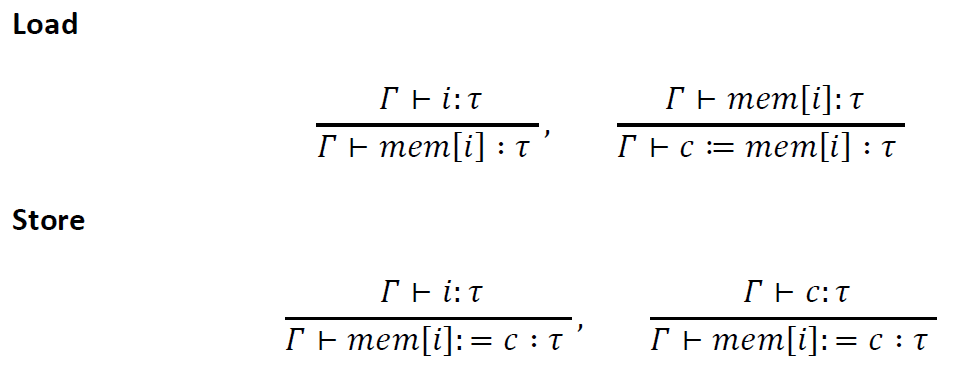 Load
Γ ⊢ i: τ      Γ ⊢ mem[i]: τ
Γ ⊢ mem[i] : τ ,      Γ ⊢ c ≔ mem[i] : τ
Store
Γ ⊢ i: τ      Γ ⊢ c: τ
Γ ⊢ mem[i]: = c : τ ,      Γ ⊢ mem[i]: = c : τ